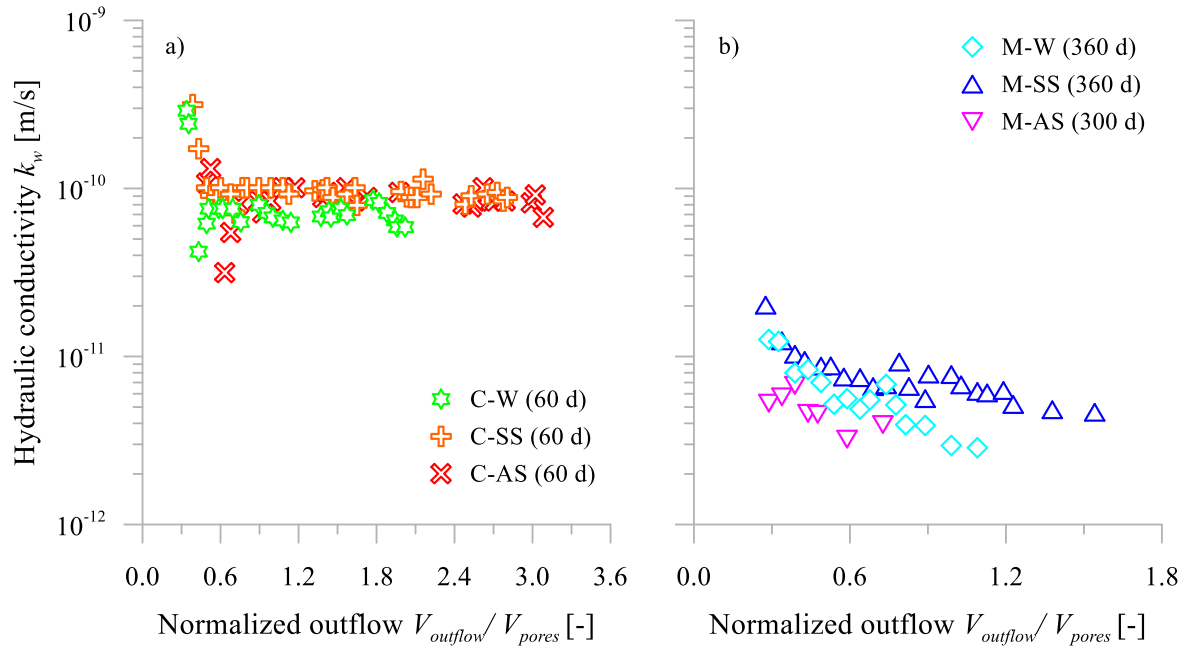 10⁻⁹
10⁻¹⁰
10⁻¹¹
10⁻¹²
Hydraulic conductivity k_w [m/s]
a)
C-W (60 d)
C-SS (60 d)
C-AS (60 d)
0.0 0.6 1.2 1.8 2.4 3.0 3.6
Normalized outflow V_outflow / V_pores [-]
b)
M-W (360 d)
M-SS (360 d)
M-AS (300 d)
0.0 0.6 1.2 1.8
Normalized outflow V_outflow / V_pores [-]